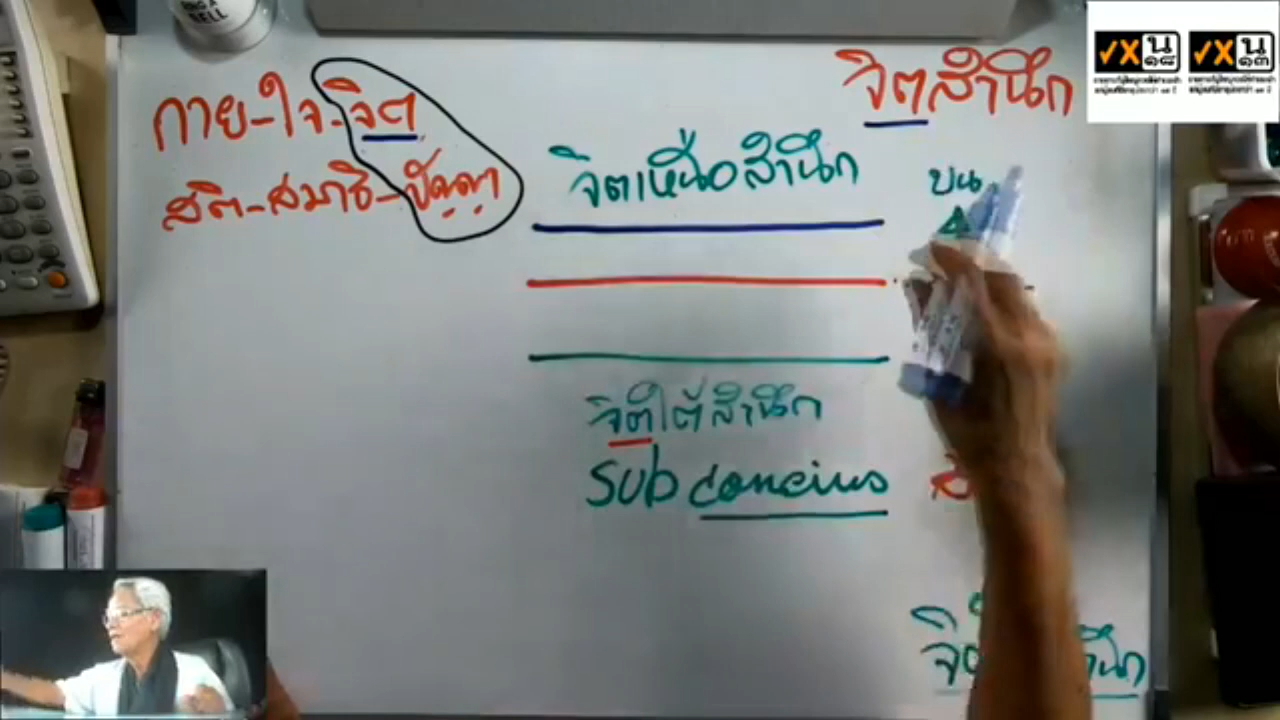 กาย-ใจ-จิต
สติ-สมาธิ-ปัญญา
จิตสำนึก
จิตเหนือสำนึก
บน
จิตใต้สำนึก
Sub concius